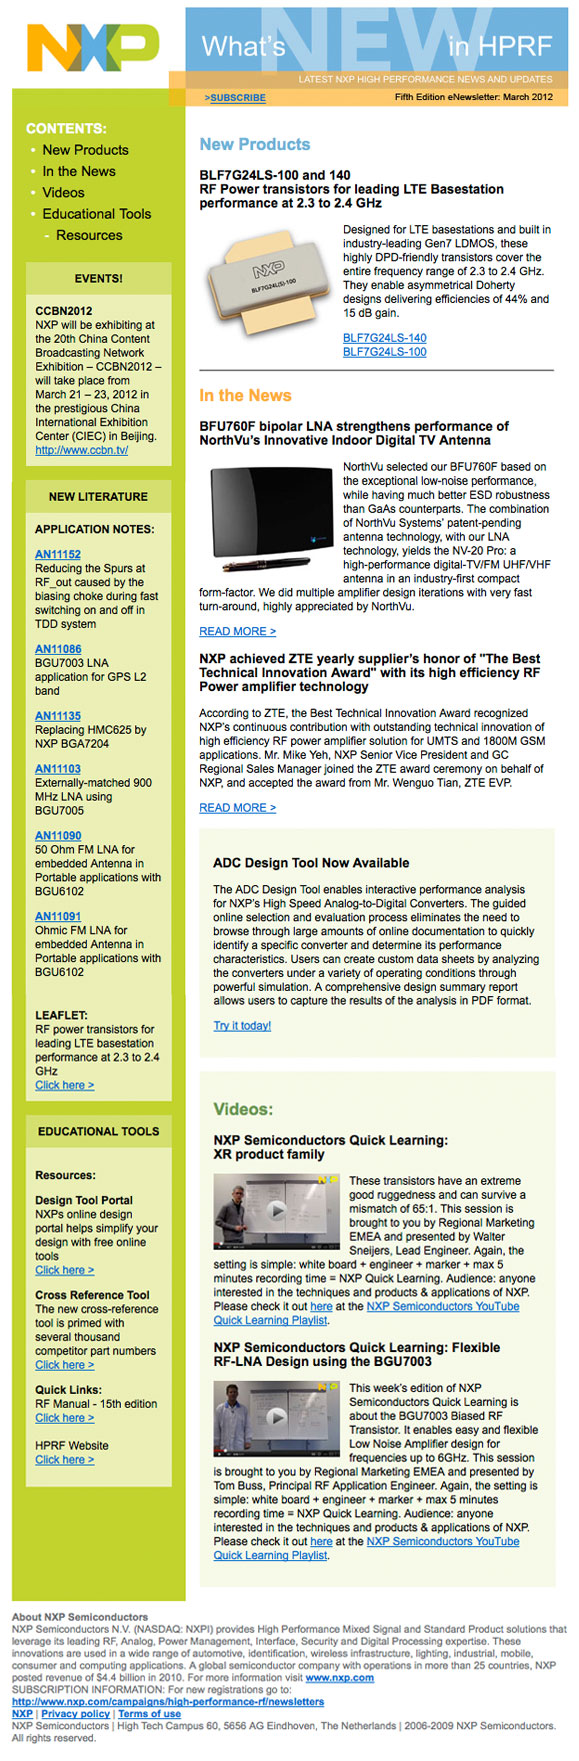 NXP
What's NEW in HPRF
LATEST NXP HIGH PERFORMANCE NEWS AND UPDATES
>SUBSCRIBE
Fifth Edition eNewsletter: March 2012
CONTENTS:
• New Products
• In the News
• Videos
• Educational Tools
- Resources
EVENTS!
CCBN2012
NXP will be exhibiting at
the 20th China Content
Broadcasting Network
Exhibition – CCBN2012 –
will take place from
March 21 – 23, 2012 in
the prestigious China
International Exhibition
Center (CIEC) in Beijing.
http://www.ccbn.tv/
NEW LITERATURE
APPLICATION NOTES:
AN11152
Reducing the Spurs at
RF_out caused by the
biasing choke during fast
switching on and off in
TDD system
AN11086
BGU7003 LNA
application for GPS L2
band
AN11135
Replacing HMC625 by
NXP BGA7204
AN11103
Externally-matched 900
MHz LNA using
BGU7005
AN11090
50 Ohm FM LNA for
embedded Antenna in
Portable applications with
BGU6102
AN11091
Ohmic FM LNA for
embedded Antenna in
Portable applications with
BGU6102
LEAFLET:
RF power transistors for
leading LTE basestation
performance at 2.3 to 2.4
GHz
Click here >
EDUCATIONAL TOOLS
Resources:
Design Tool Portal
NXPs online design
portal helps simplify your
design with free online
tools
Click here >
Cross Reference Tool
The new cross-reference
tool is primed with
several thousand
competitor part numbers
Click here >
Quick Links:
RF Manual - 15th edition
Click here >
HPRF Website
Click here >
New Products
BLF7G24LS-100 and 140
RF Power transistors for leading LTE Basestation
performance at 2.3 to 2.4 GHz
NXP
BLF7G24L(S)-100
Designed for LTE basestations and built in
industry-leading Gen7 LDMOS, these
highly DPD-friendly transistors cover the
entire frequency range of 2.3 to 2.4 GHz.
They enable asymmetrical Doherty
designs delivering efficiencies of 44% and
15 dB gain.
BLF7G24LS-140
BLF7G24LS-100
In the News
BFU760F bipolar LNA strengthens performance of
NorthVu's Innovative Indoor Digital TV Antenna
NorthVu selected our BFU760F based on
the exceptional low-noise performance,
while having much better ESD robustness
than GaAs counterparts. The combination
of NorthVu Systems' patent-pending
antenna technology, with our LNA
technology, yields the NV-20 Pro: a
high-performance digital-TV/FM UHF/VHF
antenna in an industry-first compact
form-factor. We did multiple amplifier design iterations with very fast
turn-around, highly appreciated by NorthVu.
READ MORE >
NXP achieved ZTE yearly supplier's honor of "The Best
Technical Innovation Award" with its high efficiency RF
Power amplifier technology
According to ZTE, the Best Technical Innovation Award recognized
NXP's continuous contribution with outstanding technical innovation of
high efficiency RF power amplifier solution for UMTS and 1800M GSM
applications. Mr. Mike Yeh, NXP Senior Vice President and GC
Regional Sales Manager joined the ZTE award ceremony on behalf of
NXP, and accepted the award from Mr. Wenguo Tian, ZTE EVP.
READ MORE >
ADC Design Tool Now Available
The ADC Design Tool enables interactive performance analysis
for NXP's High Speed Analog-to-Digital Converters. The guided
online selection and evaluation process eliminates the need to
browse through large amounts of online documentation to quickly
identify a specific converter and determine its performance
characteristics. Users can create custom data sheets by analyzing
the converters under a variety of operating conditions through
powerful simulation. A comprehensive design summary report
allows users to capture the results of the analysis in PDF format.
Try it today!
Videos:
NXP Semiconductors Quick Learning:
XR product family
These transistors have an extreme
good ruggedness and can survive a
mismatch of 65:1. This session is
brought to you by Regional Marketing
EMEA and presented by Walter
Sneijers, Lead Engineer. Again, the
setting is simple: white board + engineer + marker + max 5
minutes recording time = NXP Quick Learning. Audience: anyone
interested in the techniques and products & applications of NXP.
Please check it out here at the NXP Semiconductors YouTube
Quick Learning Playlist.
NXP Semiconductors Quick Learning: Flexible
RF-LNA Design using the BGU7003
This week's edition of NXP
Semiconductors Quick Learning is
about the BGU7003 Biased RF
Transistor. It enables easy and flexible
Low Noise Amplifier design for
frequencies up to 6GHz. This session
is brought to you by Regional Marketing EMEA and presented by
Tom Buss, Principal RF Application Engineer. Again, the setting is
simple: white board + engineer + marker + max 5 minutes
recording time = NXP Quick Learning. Audience: anyone
interested in the techniques and products & applications of NXP.
Please check it out here at the NXP Semiconductors YouTube
Quick Learning Playlist.
About NXP Semiconductors
NXP Semiconductors N.V. (NASDAQ: NXPI) provides High Performance Mixed Signal and Standard Product solutions that
leverage its leading RF, Analog, Power Management, Interface, Security and Digital Processing expertise. These
innovations are used in a wide range of automotive, identification, wireless infrastructure, lighting, industrial, mobile,
consumer and computing applications. A global semiconductor company with operations in more than 25 countries, NXP
posted revenue of $4.4 billion in 2010. For more information visit www.nxp.com
SUBSCRIPTION INFORMATION: For new registrations go to:
http://www.nxp.com/campaigns/high-performance-rf/newsletters
NXP | Privacy policy | Terms of use
NXP Semiconductors | High Tech Campus 60, 5656 AG Eindhoven, The Netherlands | 2006-2009 NXP Semiconductors.
All rights reserved.